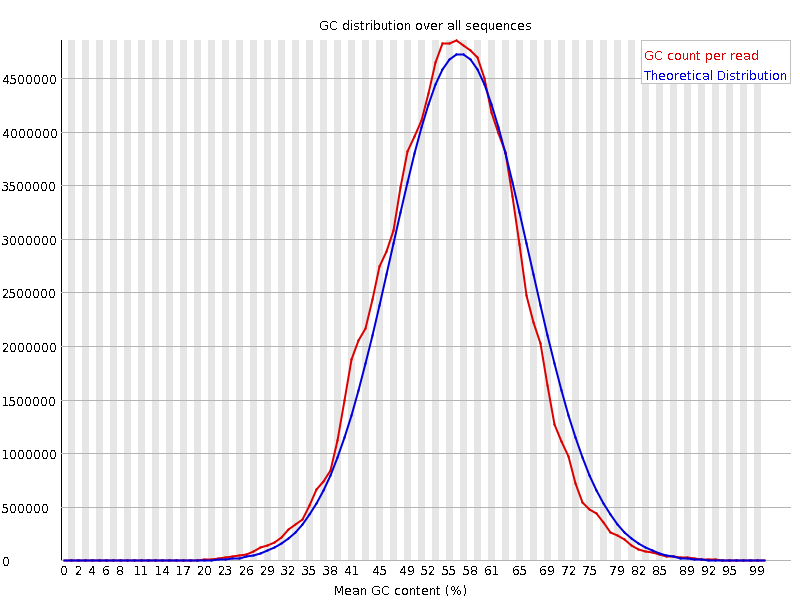 GC distribution over all sequences
GC count per read
Theoretical Distribution
4500000
4000000
3500000
3000000
2500000
2000000
1500000
1000000
500000
0
0 2 4 6 8 11 14 17 20 23 26 29 32 35 38 41 45 49 52 55 58 61 65 69 72 75 79 82 85 89 92 95 99
Mean GC content (%)